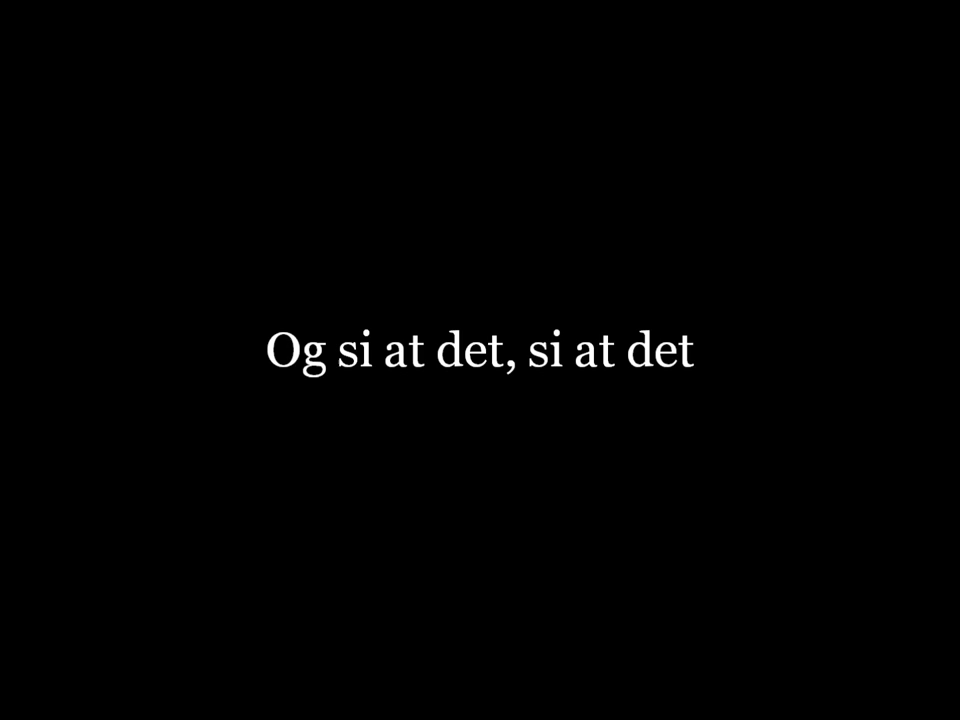 Og si at det, si at det